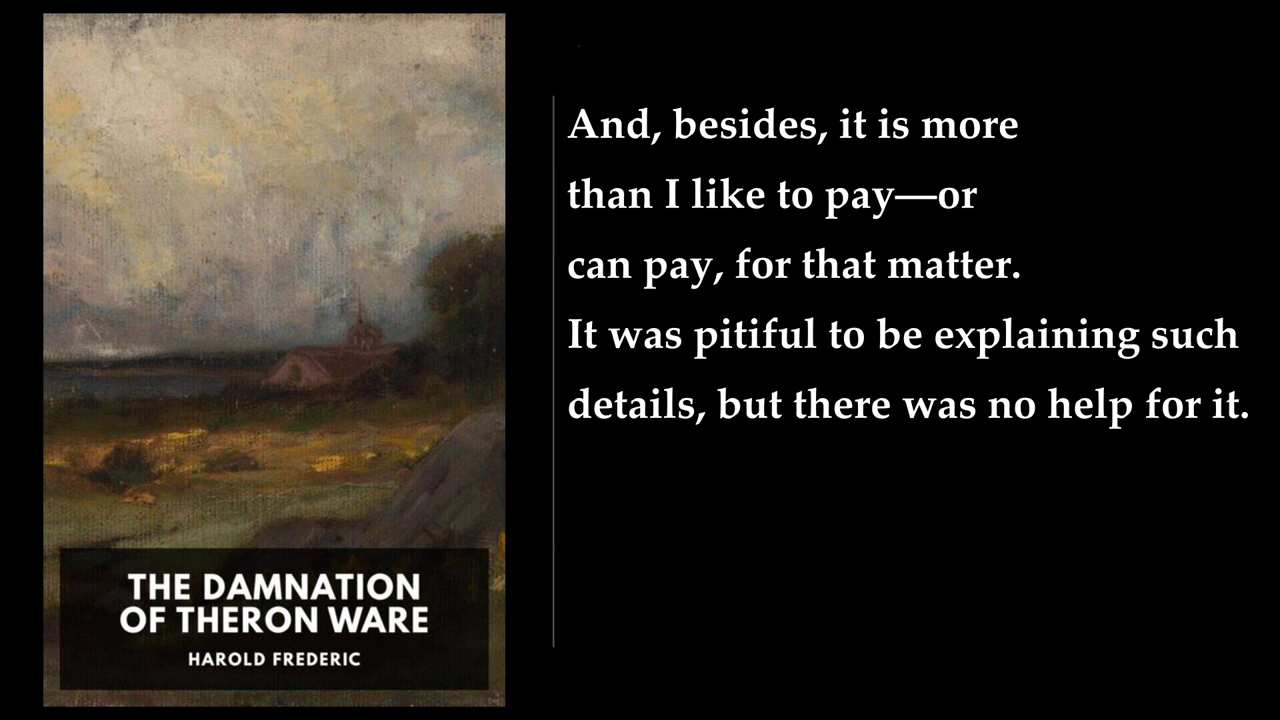 And, besides, it is more
than I like to pay—or
can pay, for that matter.
It was pitiful to be explaining such
details, but there was no help for it.
THE DAMNATION
OF THERON WARE
HAROLD FREDERIC